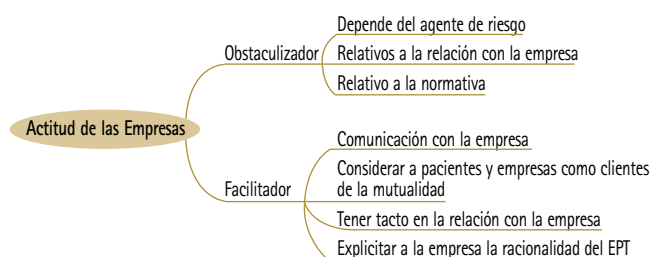 Actitud de las Empresas
Obstaculizador
Depende del agente de riesgo
Relativos a la relación con la empresa
Relativo a la normativa
Facilitador
Comunicación con la empresa
Considerar a pacientes y empresas como clientes
de la mutualidad
Tener tacto en la relación con la empresa
Explicitar a la empresa la racionalidad del EPT